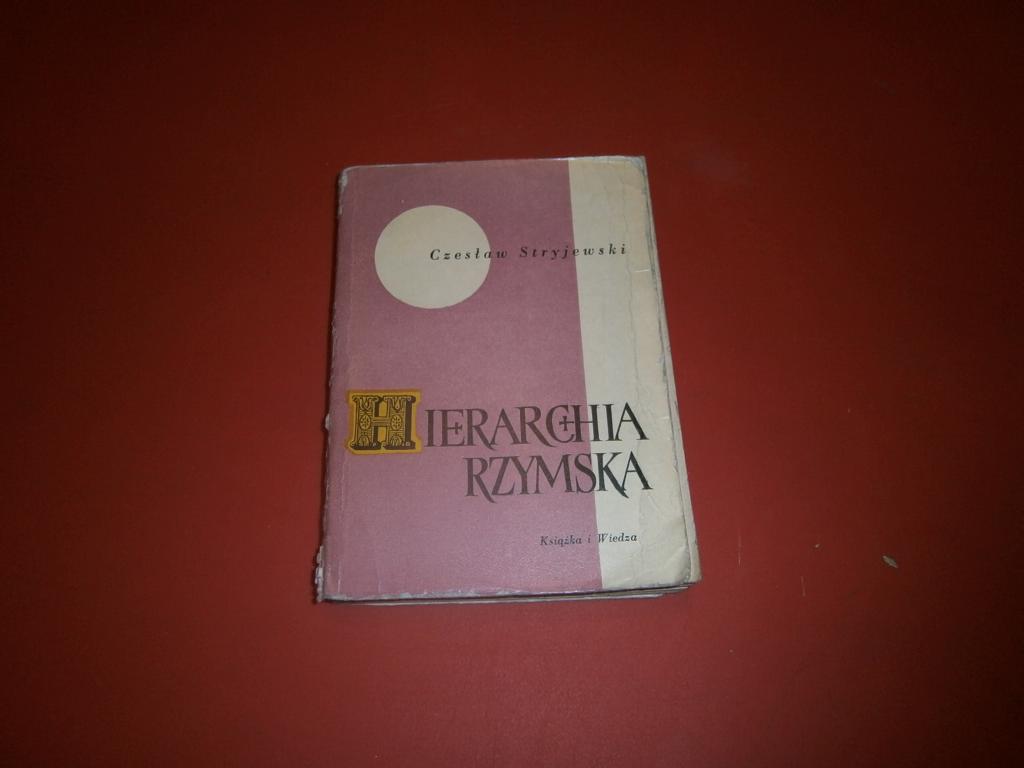 Czesław Stryjewski
HIERARCHIA
RZYMSKA
Książka i Wiedza